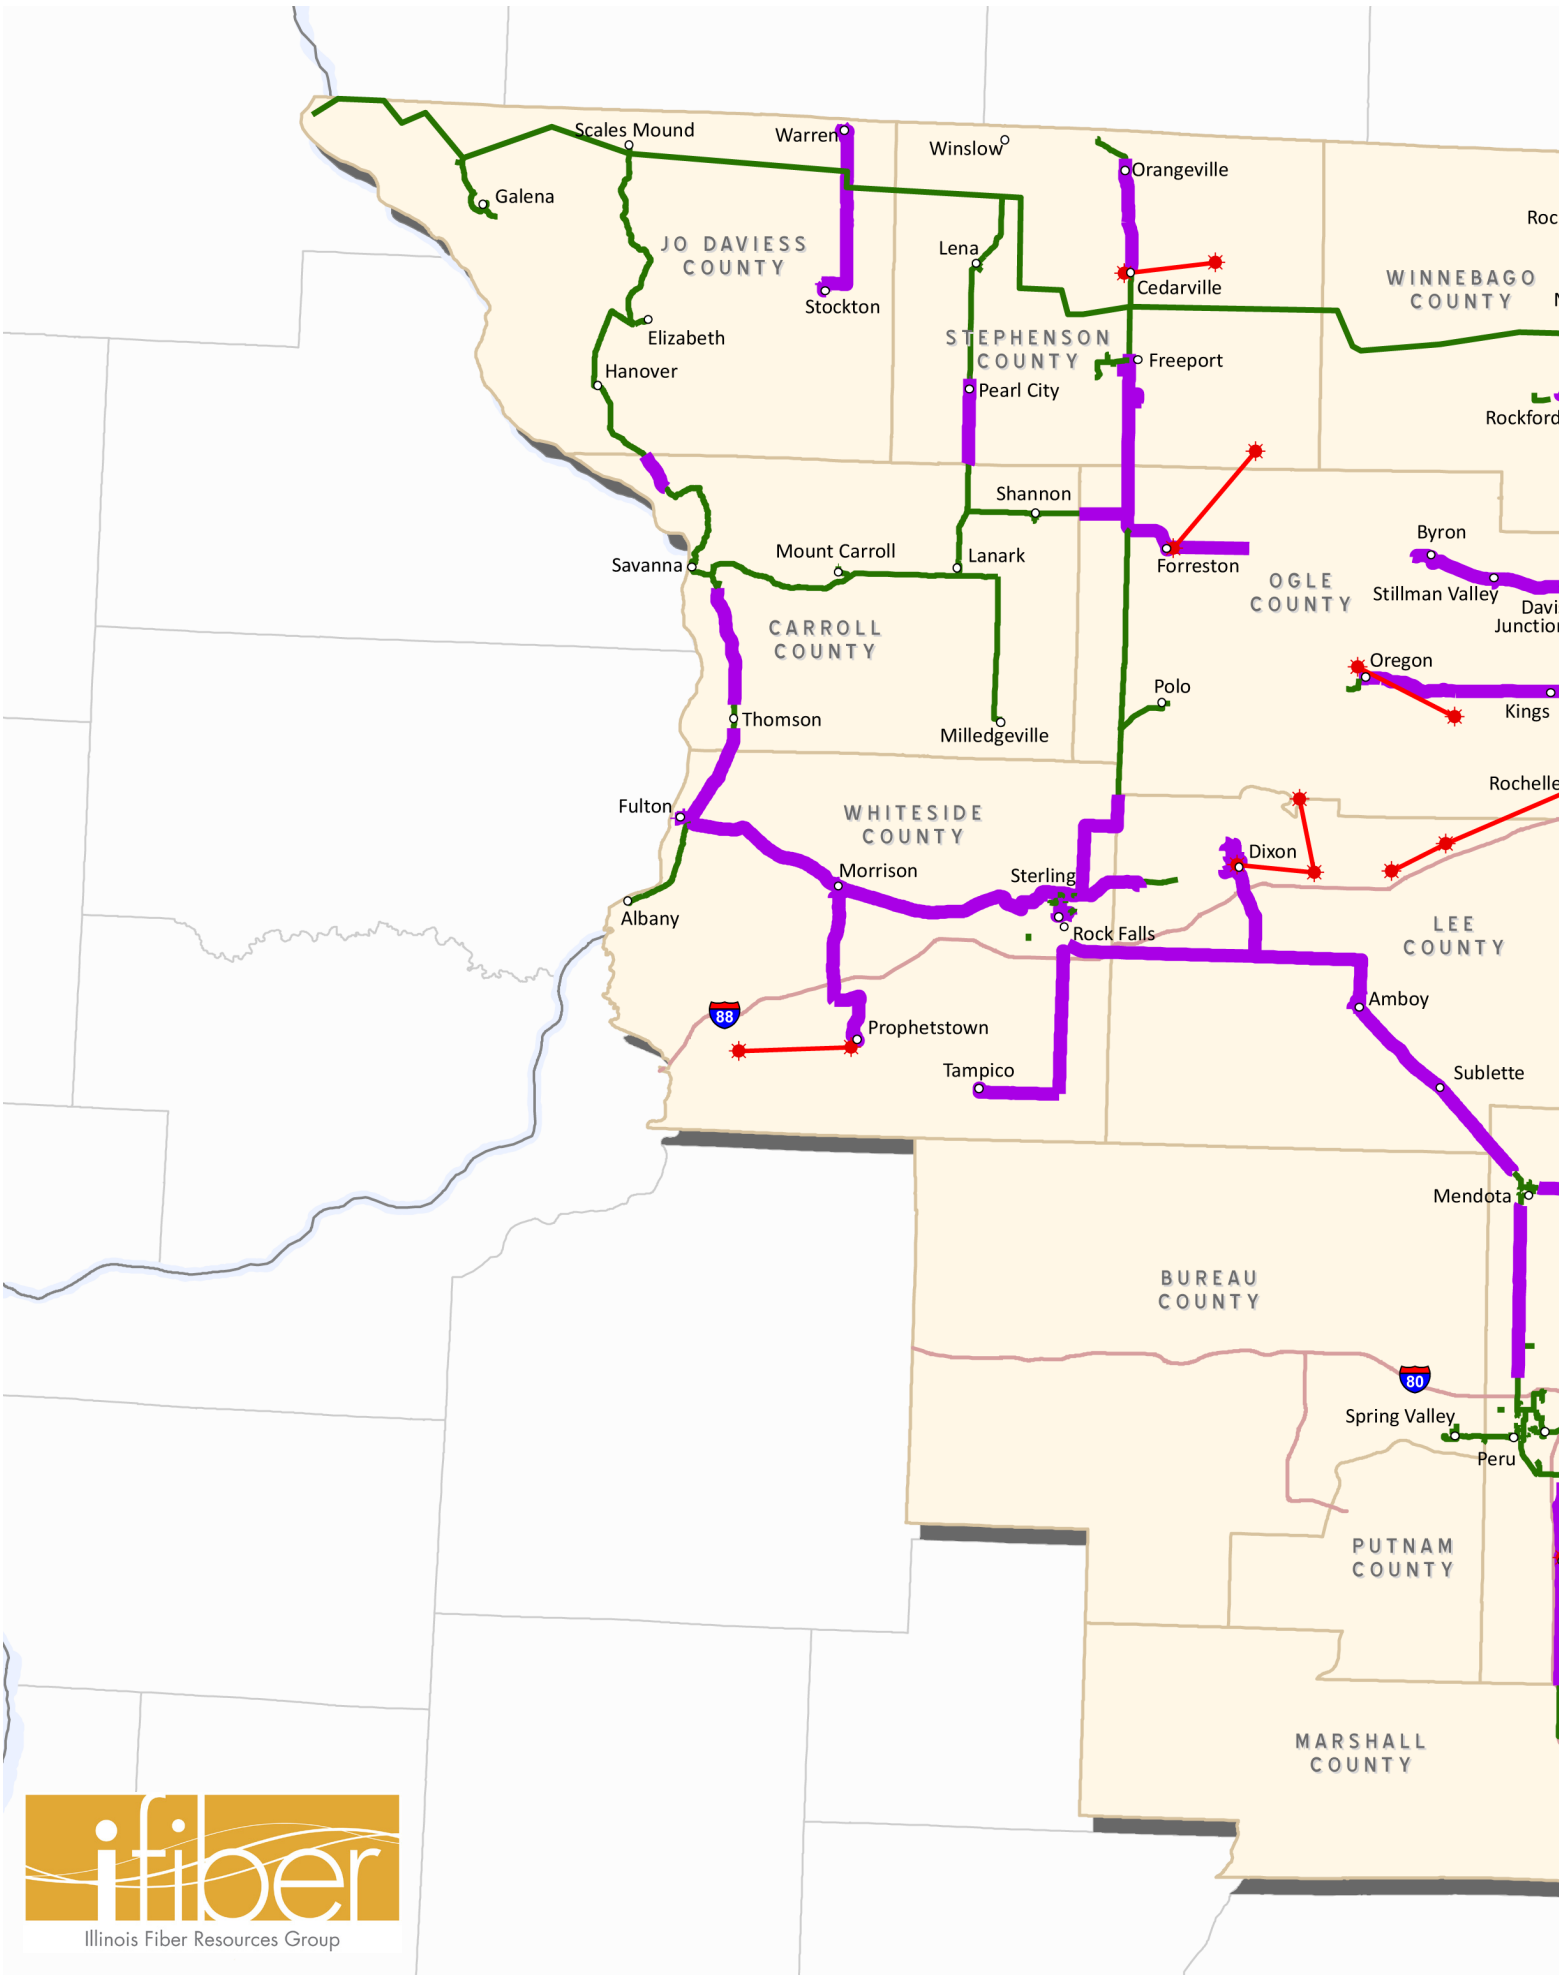 Scales Mound
Warren
Winslow
Orangeville
Galena
Roc
JO DAVIESS
COUNTY
Lena
Cedarville
WINNEBAGO
COUNTY
Stockton
Elizabeth
STEPHENSON
COUNTY
Freeport
Hanover
Pearl City
Rockford
Shannon
Byron
Mount Carroll
Lanark
Savanna
Forreston
OGLE
COUNTY
Stillman Valley
Davi
Junction
CARROLL
COUNTY
Oregon
Polo
Thomson
Kings
Milledgeville
Rochelle
Fulton
WHITESIDE
COUNTY
Dixon
Morrison
Sterling
Albany
Rock Falls
LEE
COUNTY
Amboy
88
Prophetstown
Tampico
Sublette
Mendota
BUREAU
COUNTY
80
Spring Valley
Peru
PUTNAM
COUNTY
MARSHALL
COUNTY
ifiber
Illinois Fiber Resources Group